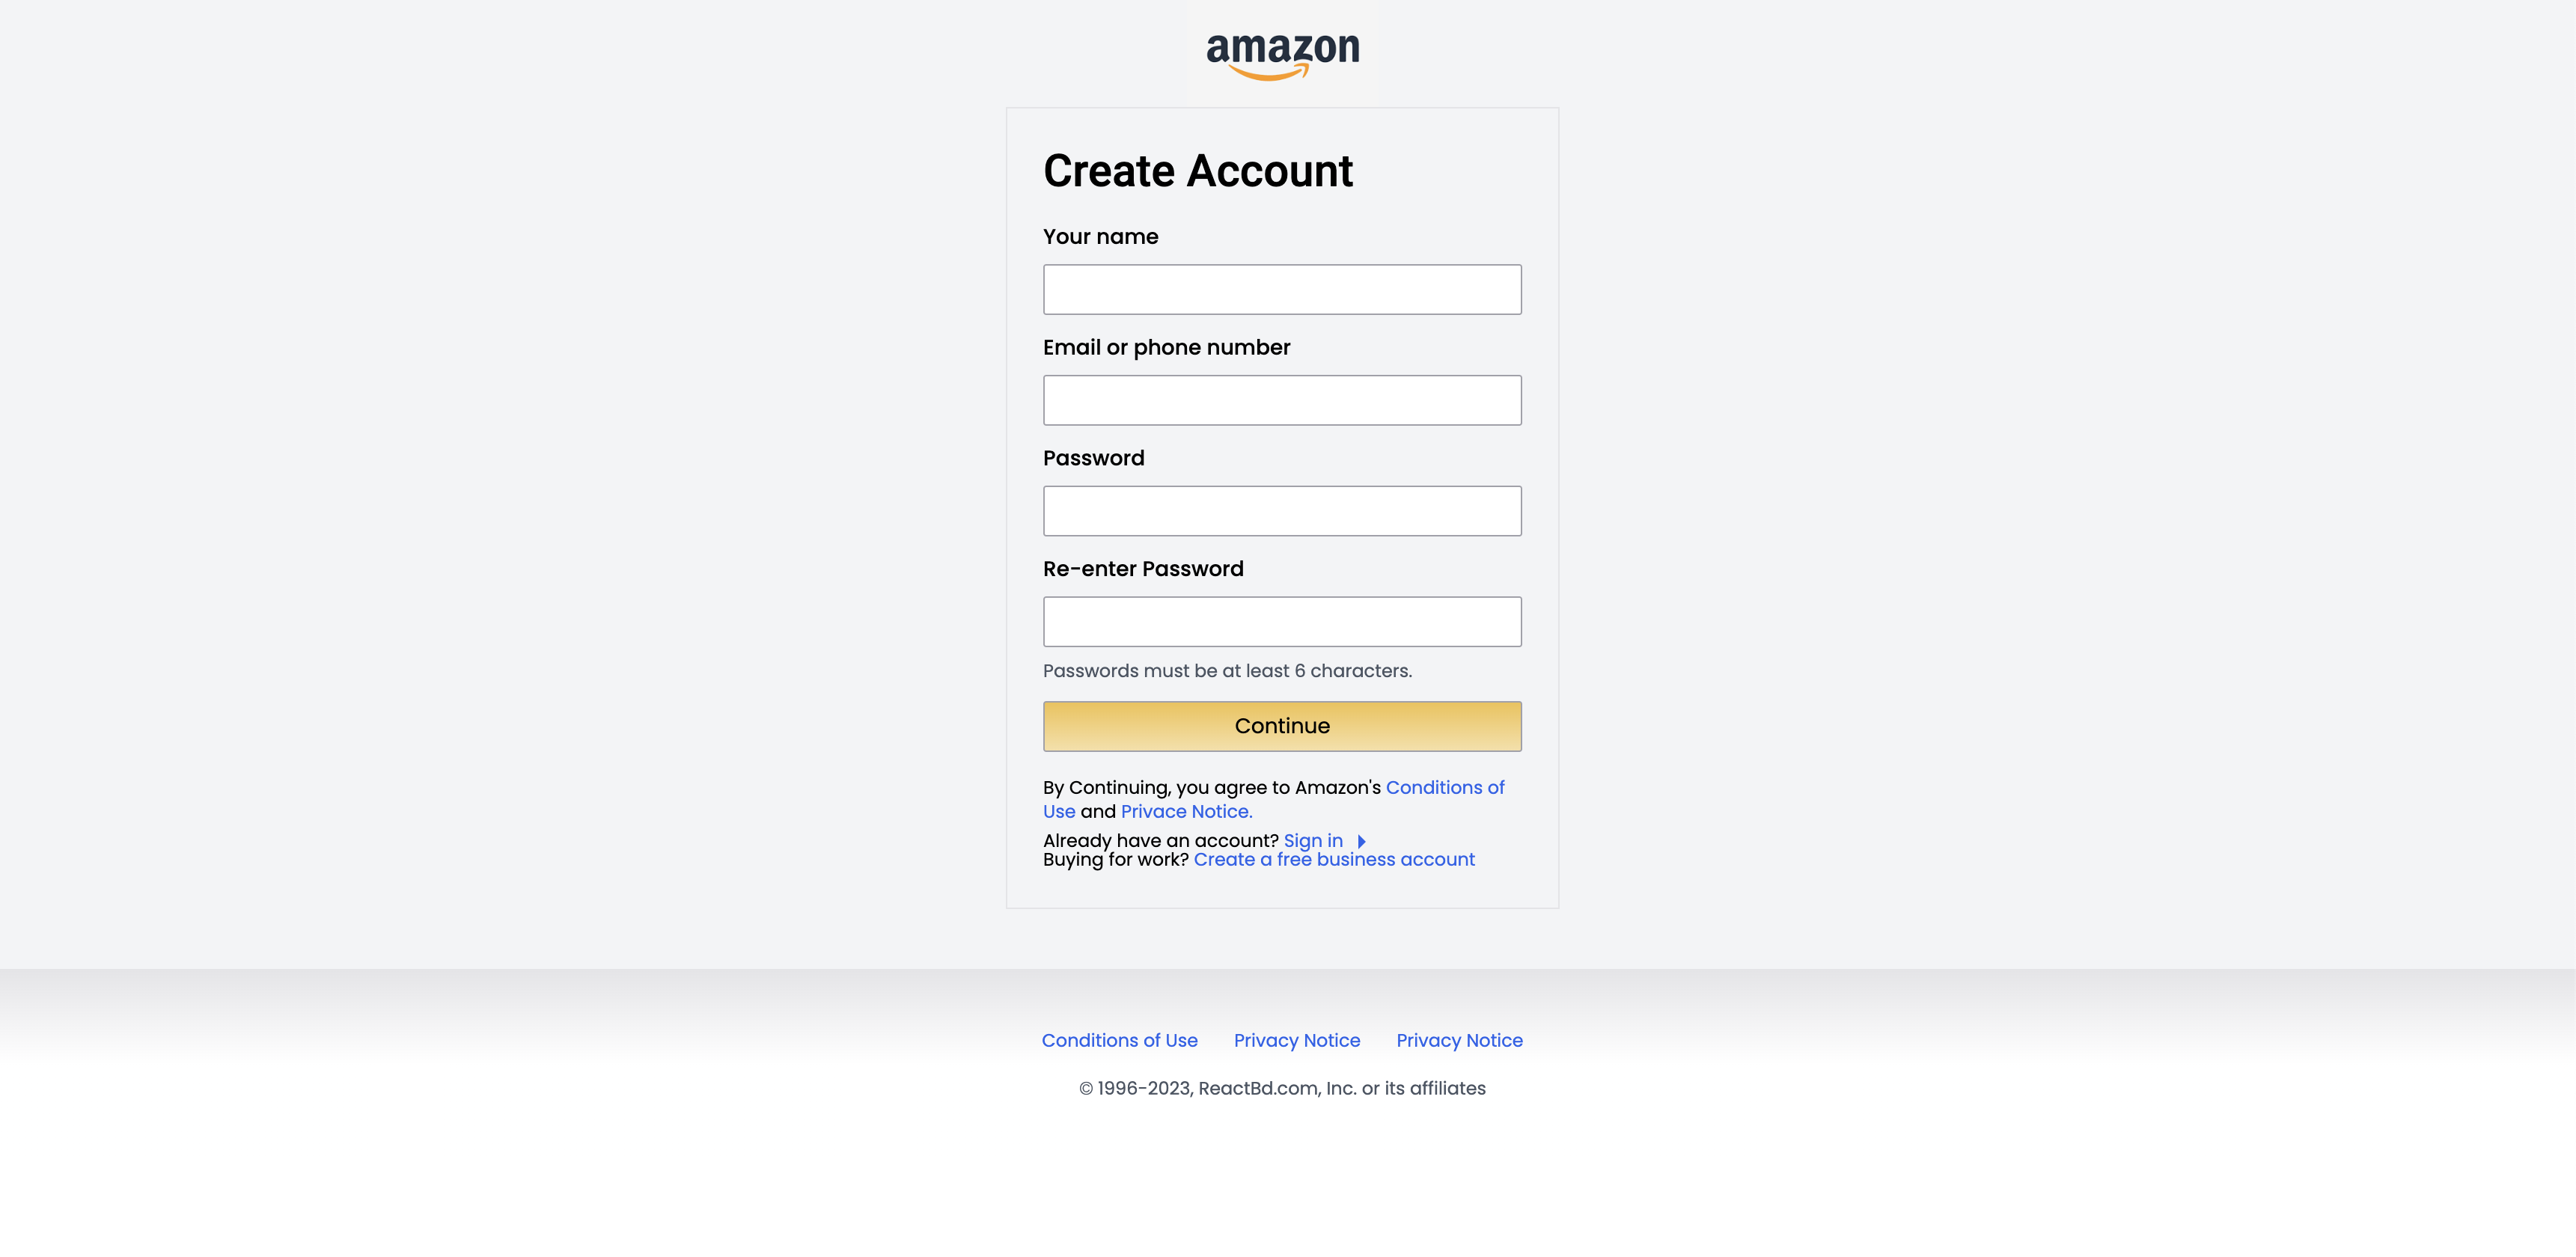 amazon
Create Account
Your name
Email or phone number
Password
Re-enter Password
Passwords must be at least 6 characters.
Continue
By Continuing, you agree to Amazon's Conditions of
Use and Privace Notice.
Already have an account? Sign in
Buying for work? Create a free business account
Conditions of Use Privacy Notice Privacy Notice
© 1996-2023, ReactBd.com, Inc. or its affiliates